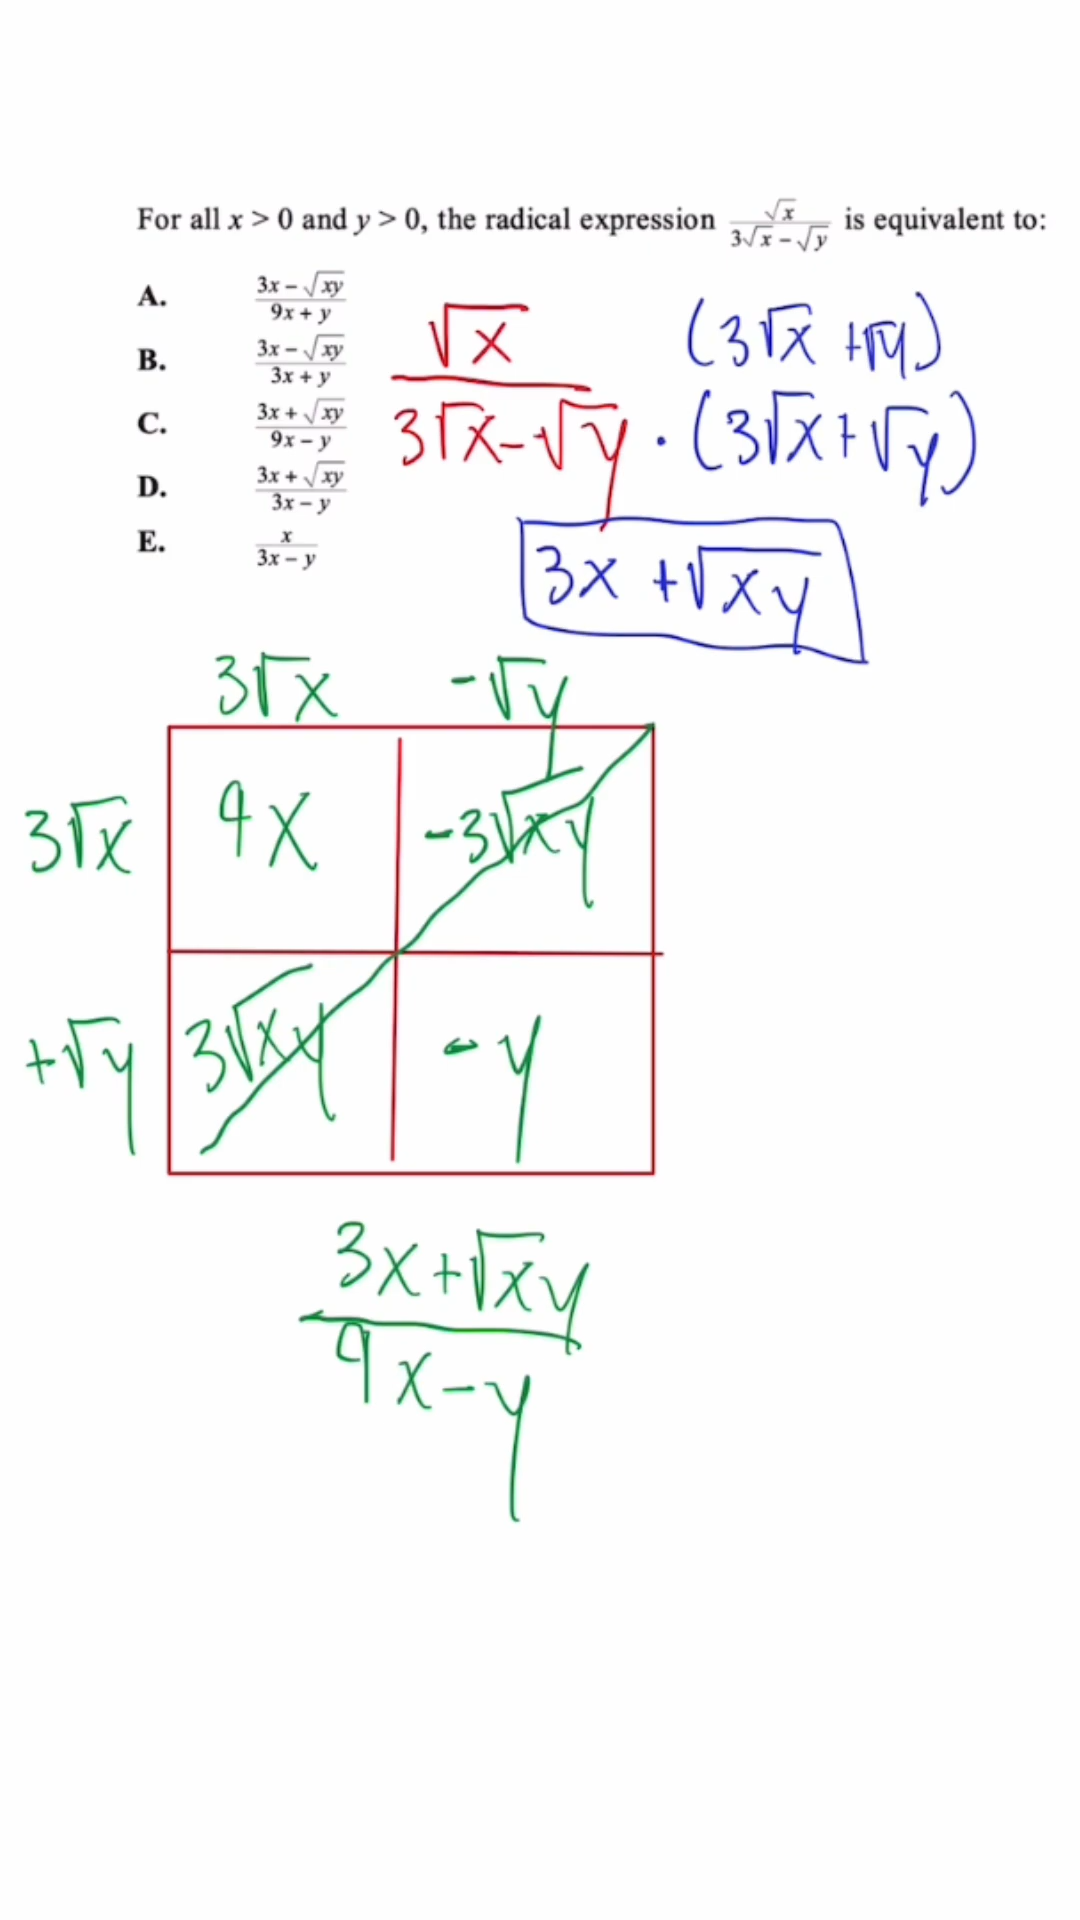 For all x > 0 and y > 0, the radical expression √x / (3√x − √y) is equivalent to:
A. (3x − √xy) / (9x + y)
B. (3x − √xy) / (3x + y)
C. (3x + √xy) / (9x − y)
D. (3x + √xy) / (3x − y)
E. x / (3x − y)
√x (3√x + √y)
3√x − √y · (3√x + √y)
3x + √xy
3√x −√y
3√x 9x −3√xy
+√y 3√xy −y
3x + √xy
9x − y